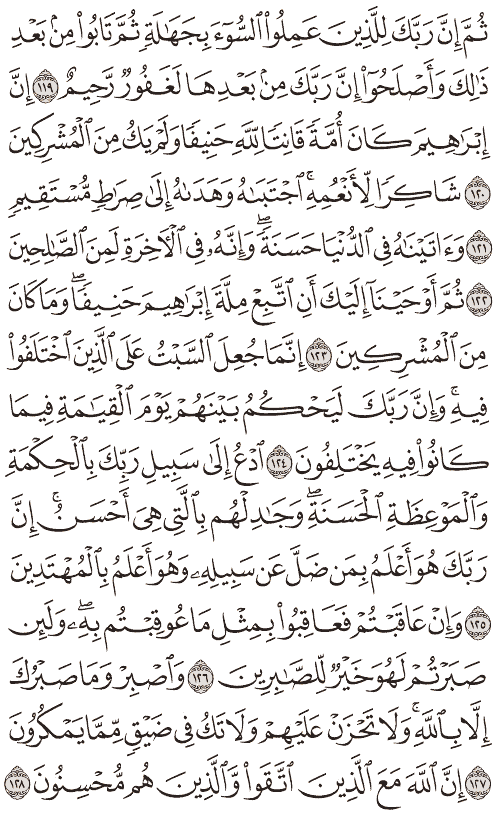 ثُمَّ إِنَّ رَبَّكَ لِلَّذِينَ عَمِلُوا۟ ٱلسُّوٓءَ بِجَهَٰلَةٍ ثُمَّ تَابُوا۟ مِنۢ بَعْدِ
ذَٰلِكَ وَأَصْلَحُوٓا۟ إِنَّ رَبَّكَ مِنۢ بَعْدِهَا لَغَفُورٌ رَّحِيمٌ ١١٩ إِنَّ
إِبْرَٰهِيمَ كَانَ أُمَّةً قَانِتًا لِّلَّهِ حَنِيفًا وَلَمْ يَكُ مِنَ ٱلْمُشْرِكِينَ
١٢٠ شَاكِرًا لِّأَنْعُمِهِ ۚ ٱجْتَبَىٰهُ وَهَدَىٰهُ إِلَىٰ صِرَٰطٍ مُّسْتَقِيمٍ
١٢١ وَءَاتَيْنَٰهُ فِى ٱلدُّنْيَا حَسَنَةً ۖ وَإِنَّهُۥ فِى ٱلْءَاخِرَةِ لَمِنَ ٱلصَّٰلِحِينَ
١٢٢ ثُمَّ أَوْحَيْنَآ إِلَيْكَ أَنِ ٱتَّبِعْ مِلَّةَ إِبْرَٰهِيمَ حَنِيفًا ۖ وَمَا كَانَ
مِنَ ٱلْمُشْرِكِينَ ١٢٣ إِنَّمَا جُعِلَ ٱلسَّبْتُ عَلَى ٱلَّذِينَ ٱخْتَلَفُوا۟
فِيهِ ۚ وَإِنَّ رَبَّكَ لَيَحْكُمُ بَيْنَهُمْ يَوْمَ ٱلْقِيَٰمَةِ فِيمَا
كَانُوا۟ فِيهِ يَخْتَلِفُونَ ١٢٤ ٱدْعُ إِلَىٰ سَبِيلِ رَبِّكَ بِٱلْحِكْمَةِ
وَٱلْمَوْعِظَةِ ٱلْحَسَنَةِ ۖ وَجَٰدِلْهُم بِٱلَّتِى هِىَ أَحْسَنُ ۚ إِنَّ
رَبَّكَ هُوَ أَعْلَمُ بِمَن ضَلَّ عَن سَبِيلِهِۦ وَهُوَ أَعْلَمُ بِٱلْمُهْتَدِينَ
١٢٥ وَإِنْ عَاقَبْتُمْ فَعَاقِبُوا۟ بِمِثْلِ مَا عُوقِبْتُم بِهِۦ ۖ وَلَئِن
صَبَرْتُمْ لَهُوَ خَيْرٌ لِّلصَّٰبِرِينَ ١٢٦ وَٱصْبِرْ وَمَا صَبْرُكَ
إِلَّا بِٱللَّهِ ۚ وَلَا تَحْزَنْ عَلَيْهِمْ وَلَا تَكُ فِى ضَيْقٍ مِّمَّا يَمْكُرُونَ
١٢٧ إِنَّ ٱللَّهَ مَعَ ٱلَّذِينَ ٱتَّقَوا۟ وَّٱلَّذِينَ هُم مُّحْسِنُونَ ١٢٨